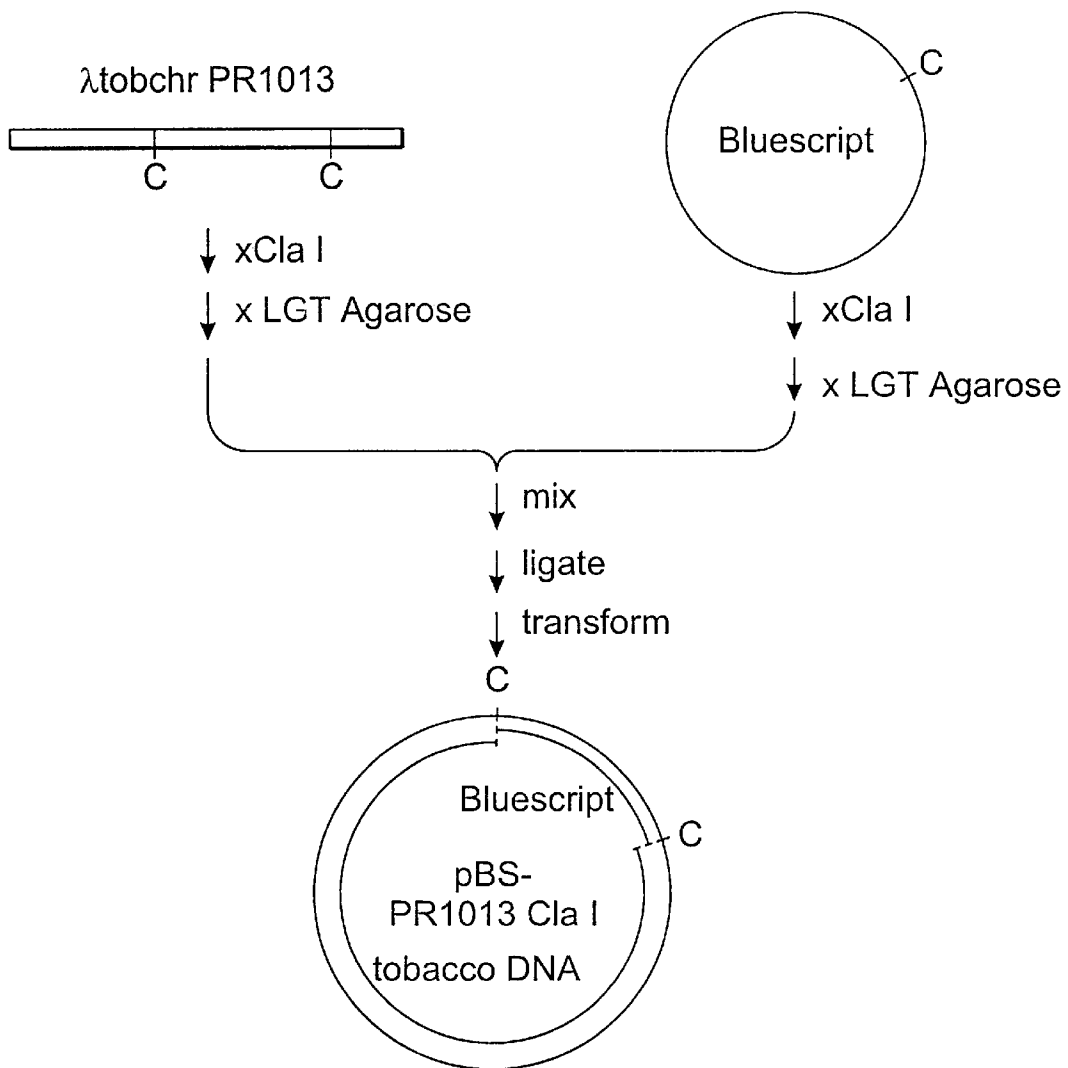 λtobchr PR1013
C
C
xCla I
x LGT Agarose
C
Bluescript
xCla I
x LGT Agarose
mix
ligate
transform
C
Bluescript
C
pBS-
PR1013 Cla I
tobacco DNA